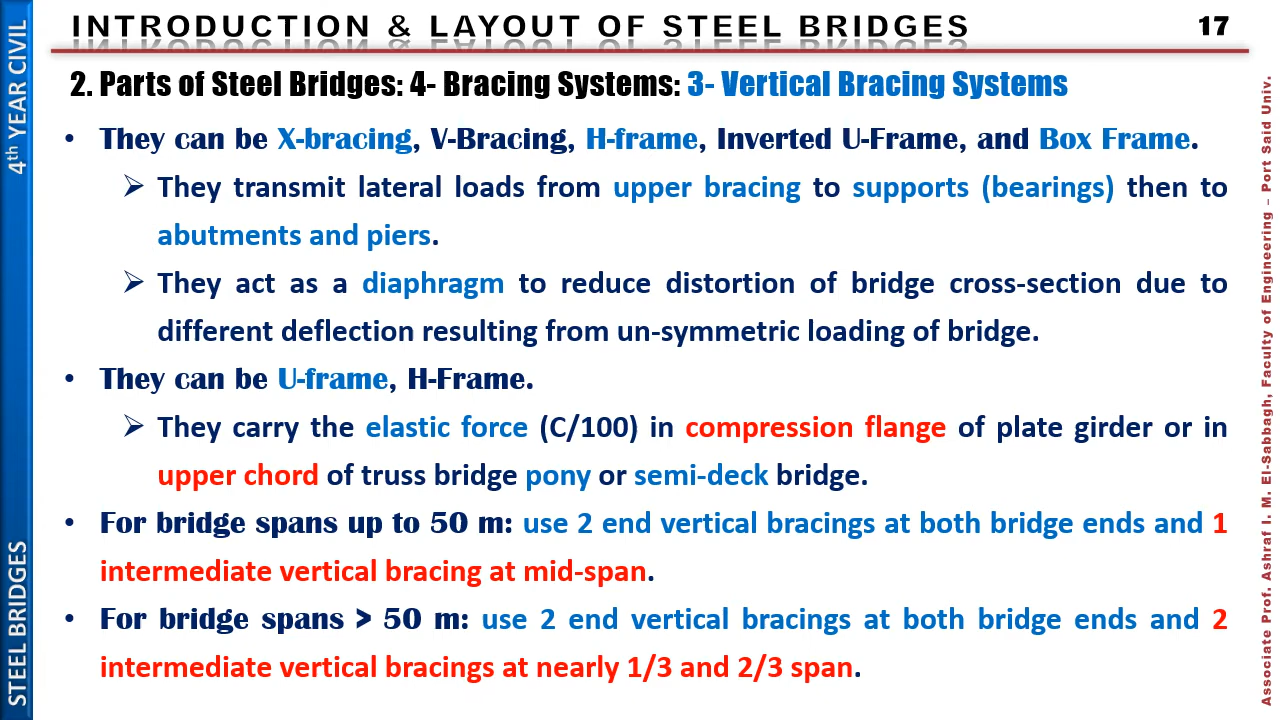 INTRODUCTION & LAYOUT OF STEEL BRIDGES
17
2. Parts of Steel Bridges: 4- Bracing Systems: 3- Vertical Bracing Systems
• They can be X-bracing, V-Bracing, H-frame, Inverted U-Frame, and Box Frame.
➢ They transmit lateral loads from upper bracing to supports (bearings) then to
abutments and piers.
➢ They act as a diaphragm to reduce distortion of bridge cross-section due to
different deflection resulting from un-symmetric loading of bridge.
• They can be U-frame, H-Frame.
➢ They carry the elastic force (C/100) in compression flange of plate girder or in
upper chord of truss bridge pony or semi-deck bridge.
• For bridge spans up to 50 m: use 2 end vertical bracings at both bridge ends and 1
intermediate vertical bracing at mid-span.
• For bridge spans > 50 m: use 2 end vertical bracings at both bridge ends and 2
intermediate vertical bracings at nearly 1/3 and 2/3 span.
4th YEAR CIVIL
STEEL BRIDGES
Associate Prof. Ashraf I. M. El-Sabbagh, Faculty of Engineering – Port Said Univ.